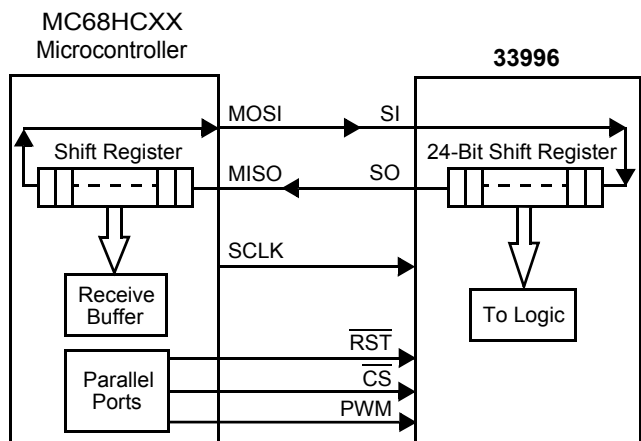 MC68HCXX
Microcontroller
33996
MOSI
SI
Shift Register
24-Bit Shift Register
MISO
SO
SCLK
Receive
Buffer
To Logic
RST
Parallel
Ports
CS
PWM